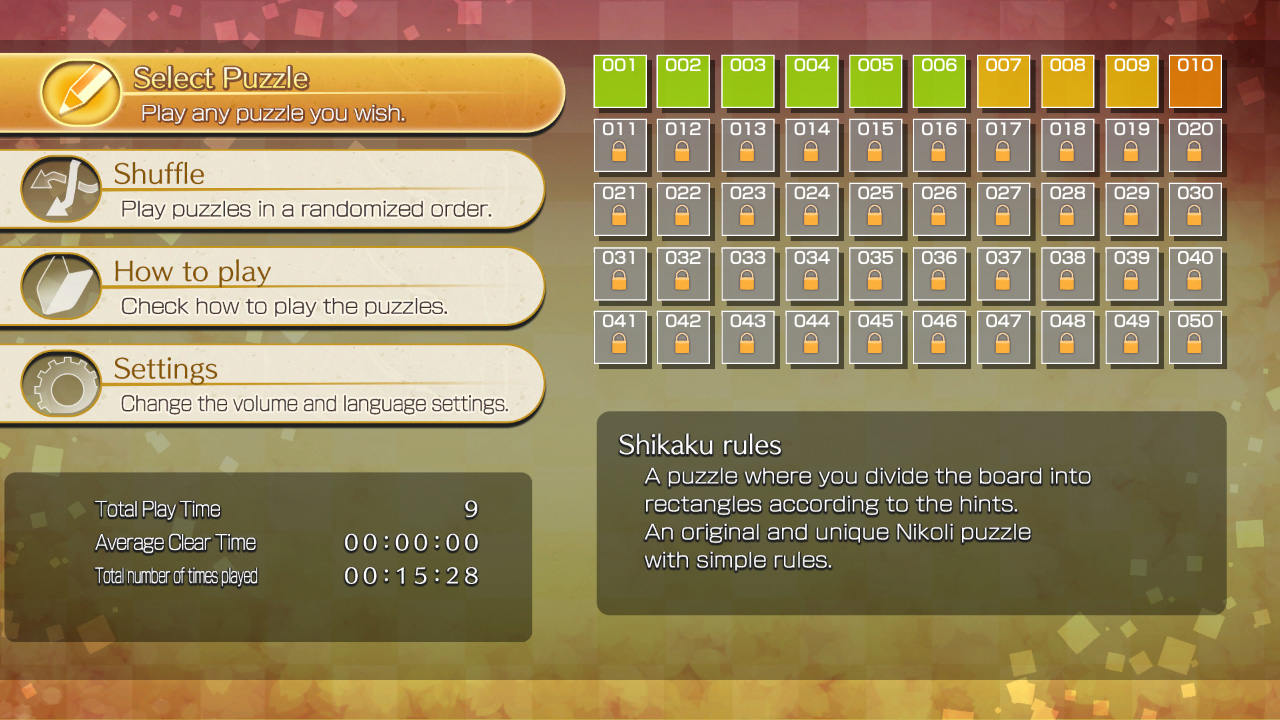 Select Puzzle
Play any puzzle you wish.
Shuffle
Play puzzles in a randomized order.
How to play
Check how to play the puzzles.
Settings
Change the volume and language settings.
Total Play Time 9
Average Clear Time 00:00:00
Total number of times played 00:15:28
001 002 003 004 005 006 007 008 009 010
011 012 013 014 015 016 017 018 019 020
021 022 023 024 025 026 027 028 029 030
031 032 033 034 035 036 037 038 039 040
041 042 043 044 045 046 047 048 049 050
Shikaku rules
A puzzle where you divide the board into
rectangles according to the hints.
An original and unique Nikoli puzzle
with simple rules.